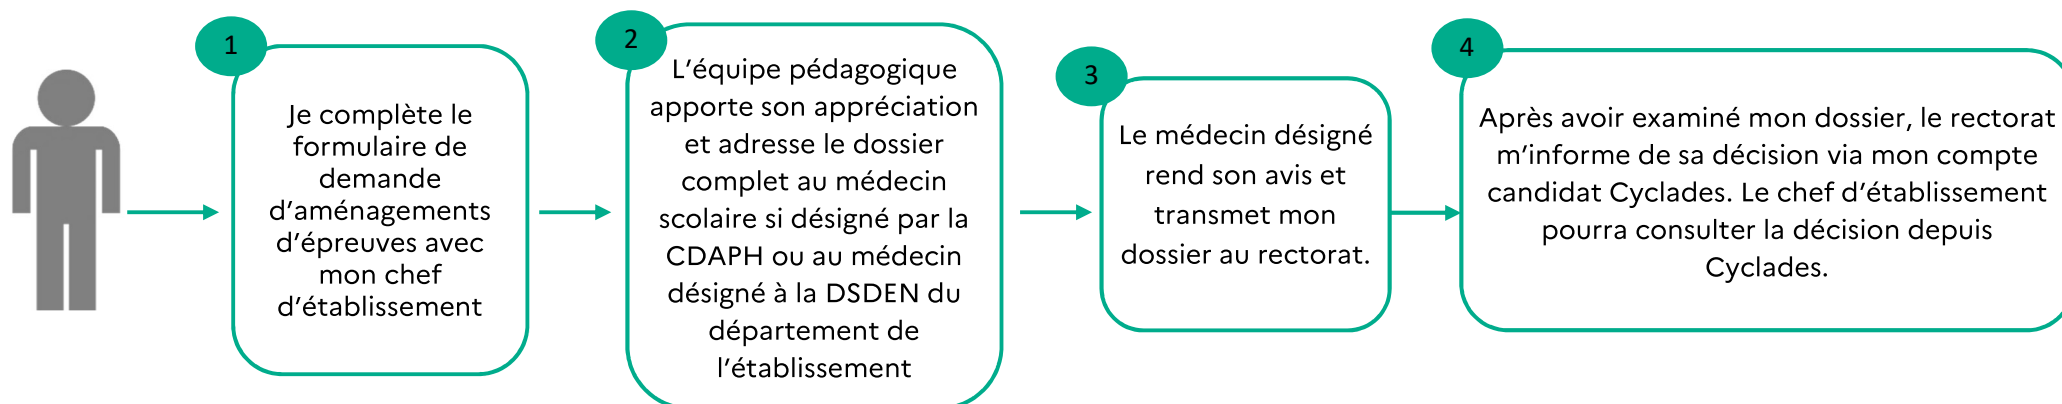 1
Je complète le
formulaire de
demande
d’aménagements
d’épreuves avec
mon chef
d’établissement
2
L’équipe pédagogique
apporte son appréciation
et adresse le dossier
complet au médecin
scolaire si désigné par la
CDAPH ou au médecin
désigné à la DSDEN du
département de
l’établissement
3
Le médecin désigné
rend son avis et
transmet mon
dossier au rectorat.
4
Après avoir examiné mon dossier, le rectorat
m’informe de sa décision via mon compte
candidat Cyclades. Le chef d’établissement
pourra consulter la décision depuis
Cyclades.